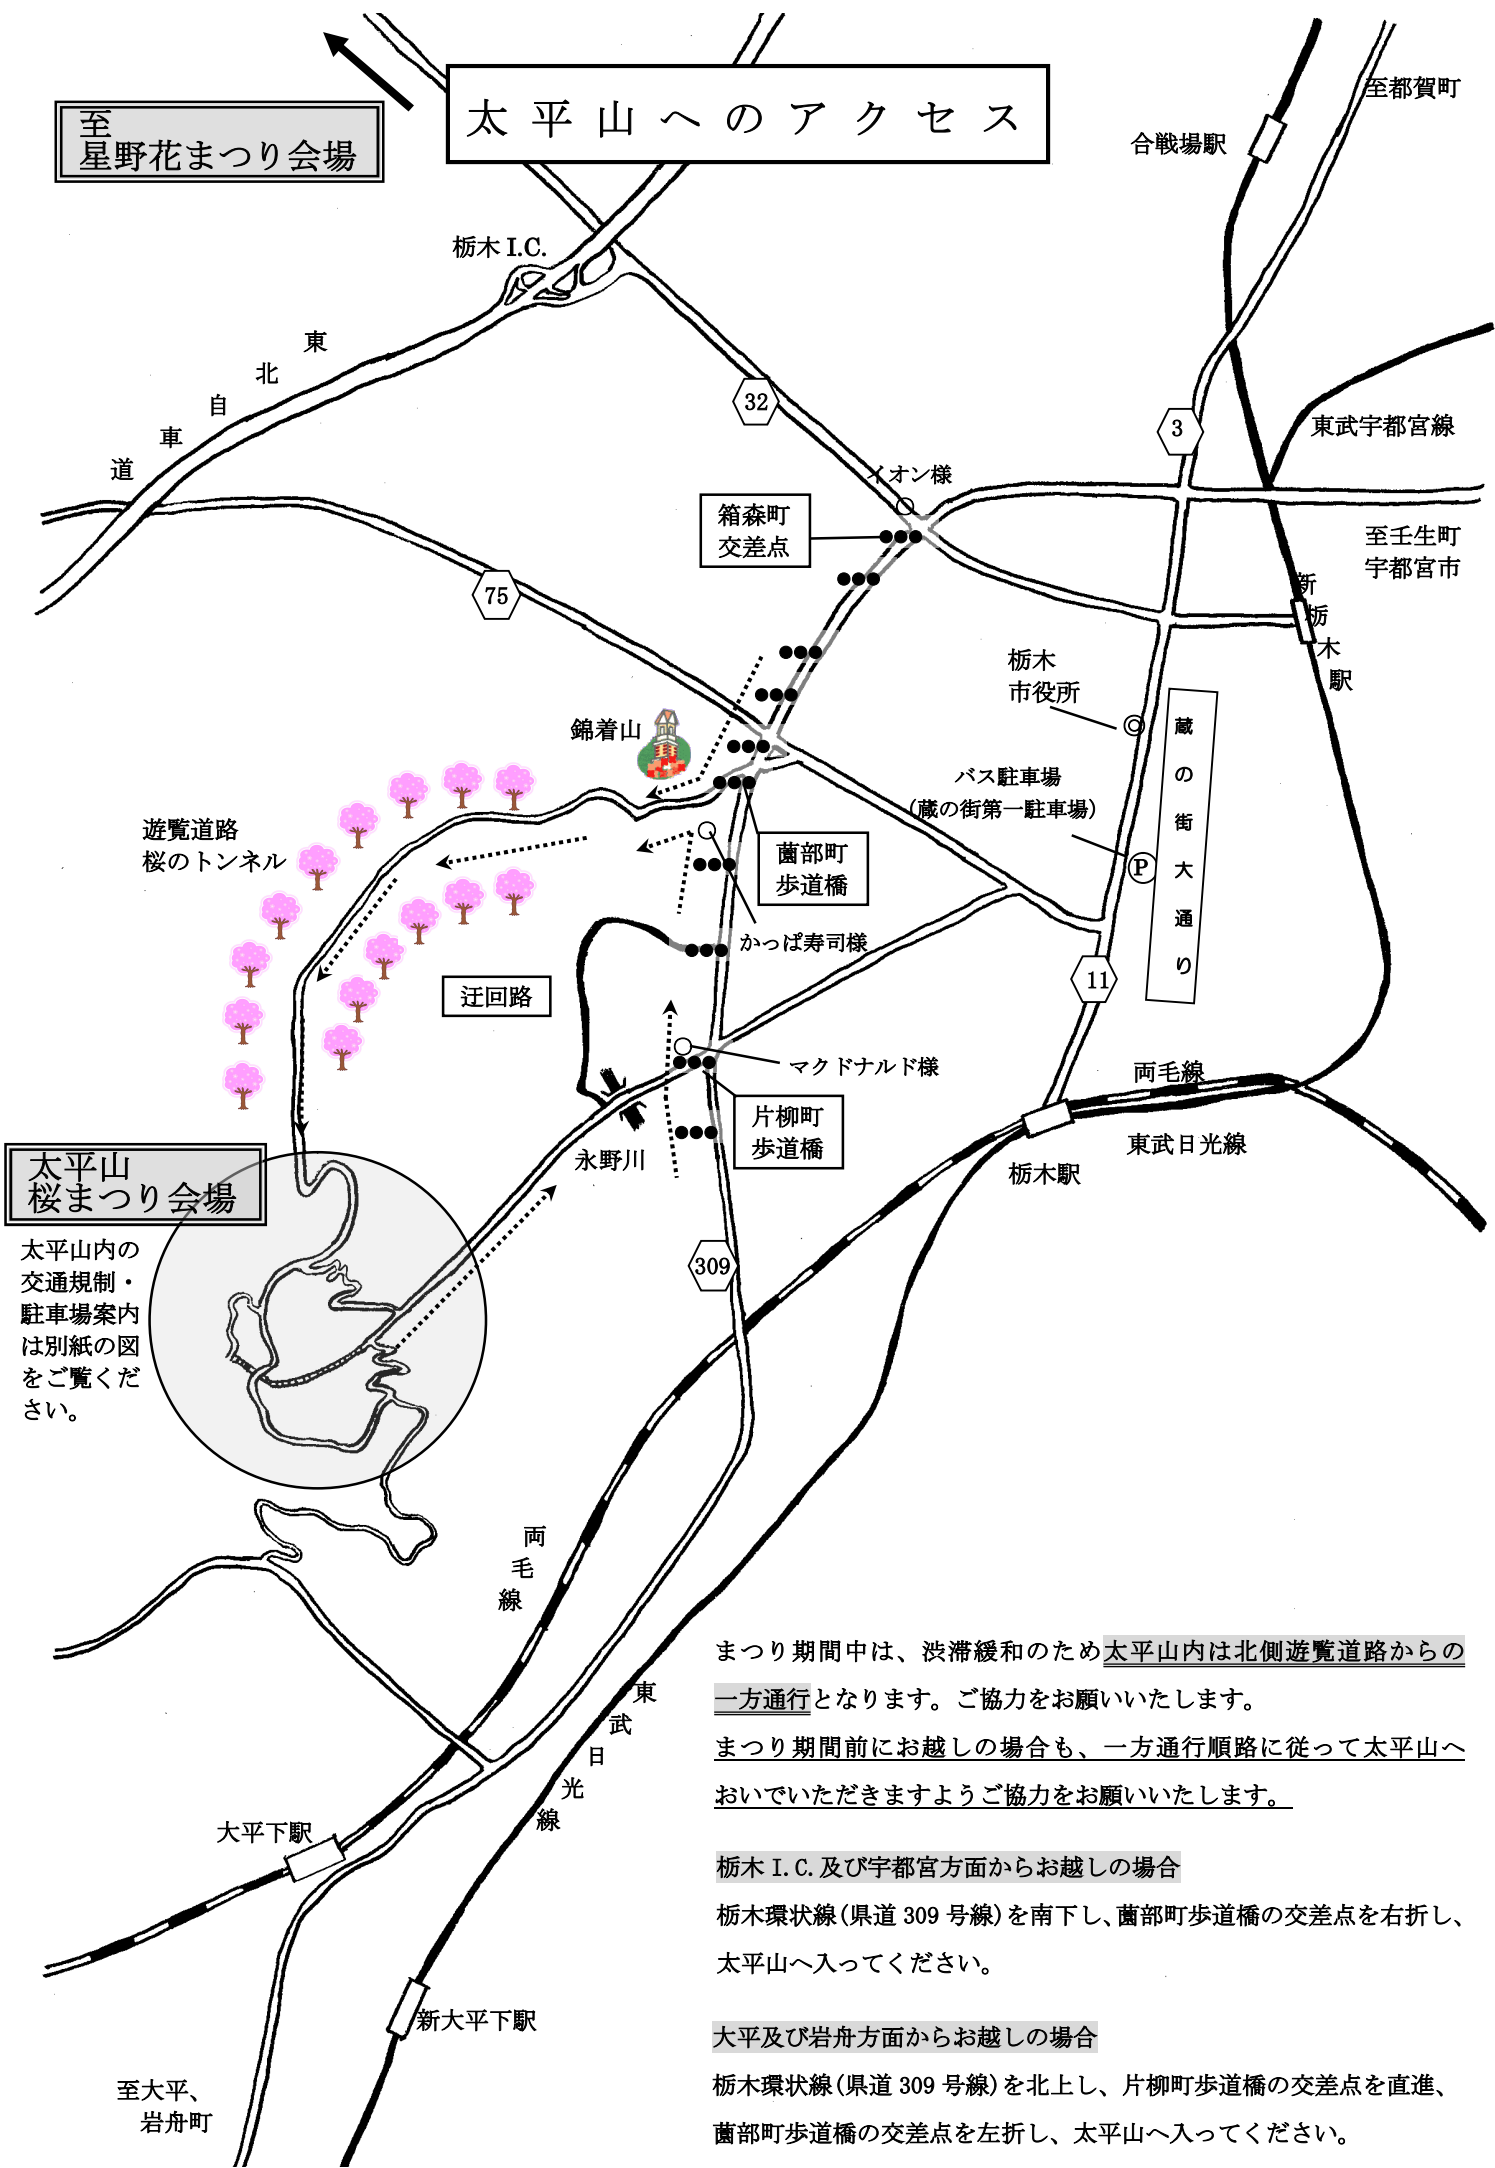 太平山へのアクセス
至
星野花まつり会場
至都賀町
合戦場駅
栃木 I.C.
東北自車道
32
3
東武宇都宮線
イオン様
箱森町
交差点
至壬生町
宇都宮市
75
新栃木駅
栃木
市役所
錦着山
蔵の街大通り
バス駐車場
（蔵の街第一駐車場）
P
遊覧道路
桜のトンネル
薗部町
歩道橋
かっぱ寿司様
迂回路
11
マクドナルド様
両毛線
片柳町
歩道橋
東武日光線
永野川
栃木駅
太平山
桜まつり会場
太平山内の
交通規制・
駐車場案内
は別紙の図
をご覧くだ
さい。
309
両毛線
東武日光線
大平下駅
新大平下駅
至大平、
岩舟町
まつり期間中は、渋滞緩和のため太平山内は北側遊覧道路からの
一方通行となります。ご協力をお願いいたします。
まつり期間前にお越しの場合も、一方通行順路に従って太平山へ
おいでいただきますようご協力をお願いいたします。
栃木 I.C.及び宇都宮方面からお越しの場合
栃木環状線(県道 309 号線)を南下し、薗部町歩道橋の交差点を右折し、
太平山へ入ってください。
大平及び岩舟方面からお越しの場合
栃木環状線(県道 309 号線)を北上し、片柳町歩道橋の交差点を直進、
薗部町歩道橋の交差点を左折し、太平山へ入ってください。